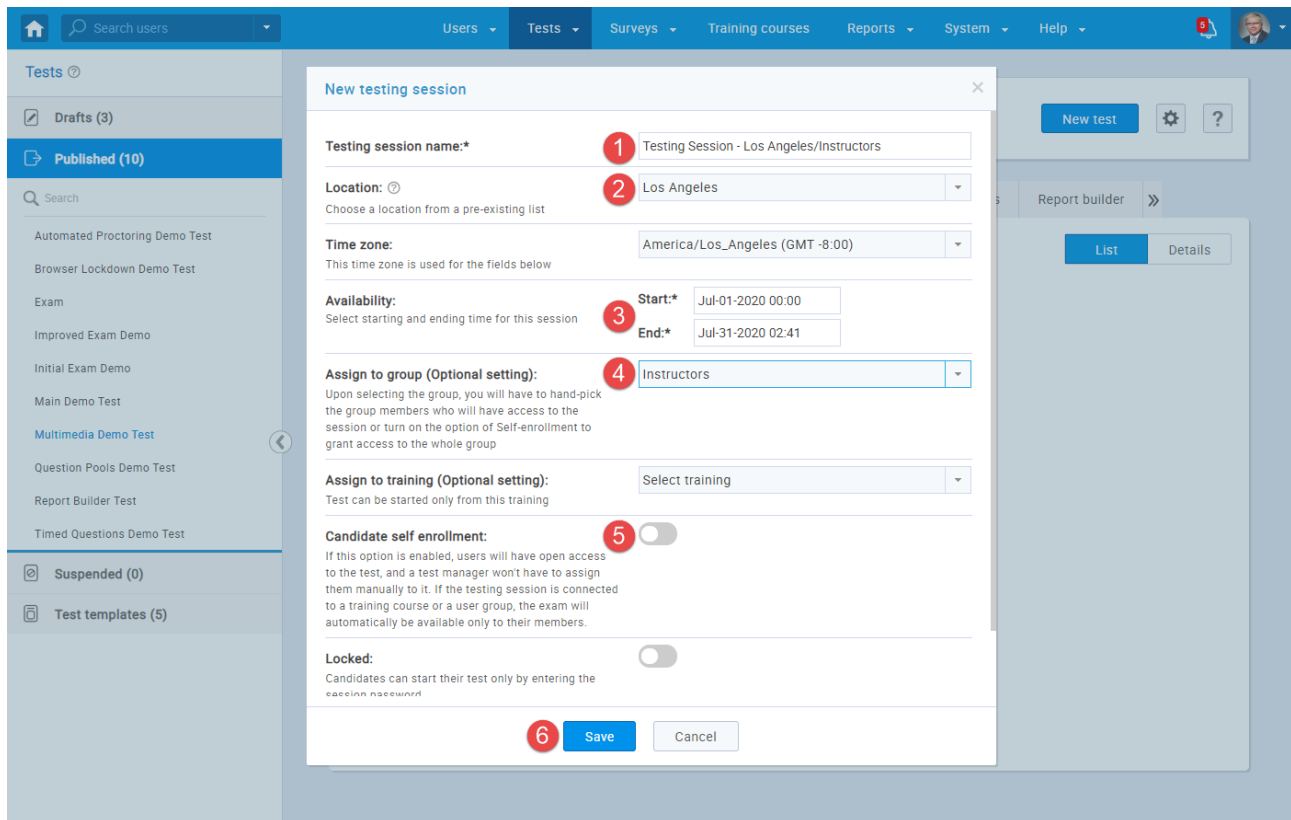 Search users
Users
Tests
Surveys
Training courses
Reports
System
Help
5
Tests ?
Drafts (3)
Published (10)
Search
Automated Proctoring Demo Test
Browser Lockdown Demo Test
Exam
Improved Exam Demo
Initial Exam Demo
Main Demo Test
Multimedia Demo Test
Question Pools Demo Test
Report Builder Test
Timed Questions Demo Test
Suspended (0)
Test templates (5)
New testing session
×
Testing session name:*
1
Testing Session - Los Angeles/Instructors
Location: ?
Choose a location from a pre-existing list
2
Los Angeles
Time zone:
This time zone is used for the fields below
America/Los_Angeles (GMT -8:00)
Availability:
Select starting and ending time for this session
3
Start:* Jul-01-2020 00:00
End:* Jul-31-2020 02:41
Assign to group (Optional setting):
Upon selecting the group, you will have to hand-pick
the group members who will have access to the
session or turn on the option of Self-enrollment to
grant access to the whole group
4
Instructors
Assign to training (Optional setting):
Test can be started only from this training
Select training
Candidate self enrollment:
5
If this option is enabled, users will have open access
to the test, and a test manager won't have to assign
them manually to it. If the testing session is connected
to a training course or a user group, the exam will
automatically be available only to their members.
Locked:
Candidates can start their test only by entering the
session password
6
Save
Cancel
New test
?
s
Report builder
»
List
Details